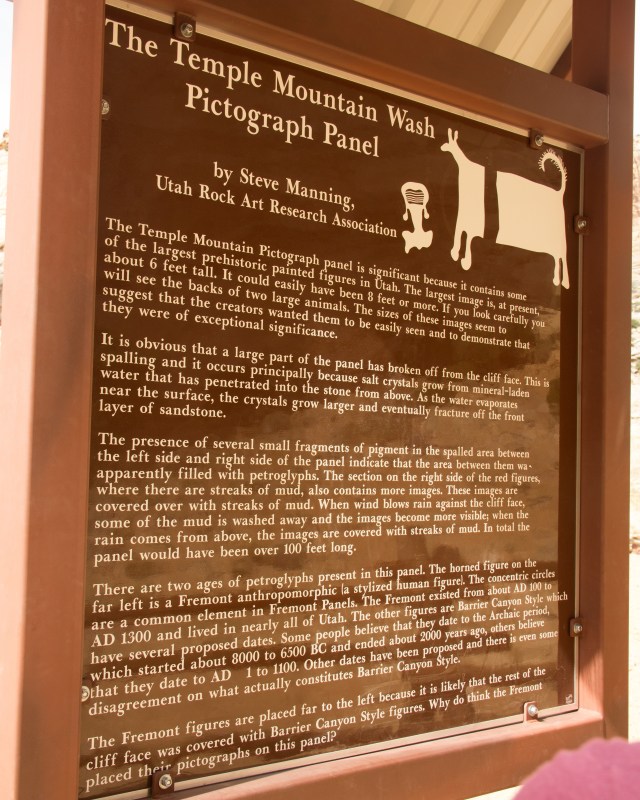 The Temple Mountain Wash
Pictograph Panel
by Steve Manning,
Utah Rock Art Research Association
The Temple Mountain Pictograph panel is significant because it contains some
of the largest prehistoric painted figures in Utah. The largest image is, at present,
about 6 feet tall. It could easily have been 8 feet or more. If you look carefully you
will see the backs of two large animals. The sizes of these images seem to
suggest that the creators wanted them to be easily seen and to demonstrate that
they were of exceptional significance.
It is obvious that a large part of the panel has broken off from the cliff face. This is
spalling and it occurs principally because salt crystals grow from mineral-laden
water that has penetrated into the stone from above. As the water evaporates
near the surface, the crystals grow larger and eventually fracture off the front
layer of sandstone.
The presence of several small fragments of pigment in the spalled area between
the left side and right side of the panel indicate that the area between them wa-
apparently filled with petroglyphs. The section on the right side of the red figures,
where there are streaks of mud, also contains more images. These images are
covered over with streaks of mud. When wind blows rain against the cliff face,
some of the mud is washed away and the images become more visible; when the
rain comes from above, the images are covered with streaks of mud. In total the
panel would have been over 100 feet long.
There are two ages of petroglyphs present in this panel. The horned figure on the
far left is a Fremont anthropomorphic (a stylized human figure). The concentric circles
are a common element in Fremont Panels. The Fremont existed from about AD 100 to
AD 1300 and lived in nearly all of Utah. The other figures are Barrier Canyon Style which
have several proposed dates. Some people believe that they date to the Archaic period,
which started about 8000 to 6500 BC and ended about 2000 years ago, others believe
that they date to AD 1 to 1100. Other dates have been proposed and there is even some
disagreement on what actually constitutes Barrier Canyon Style.
The Fremont figures are placed far to the left because it is likely that the rest of the
cliff face was covered with Barrier Canyon Style figures. Why do think the Fremont
placed their pictographs on this panel?